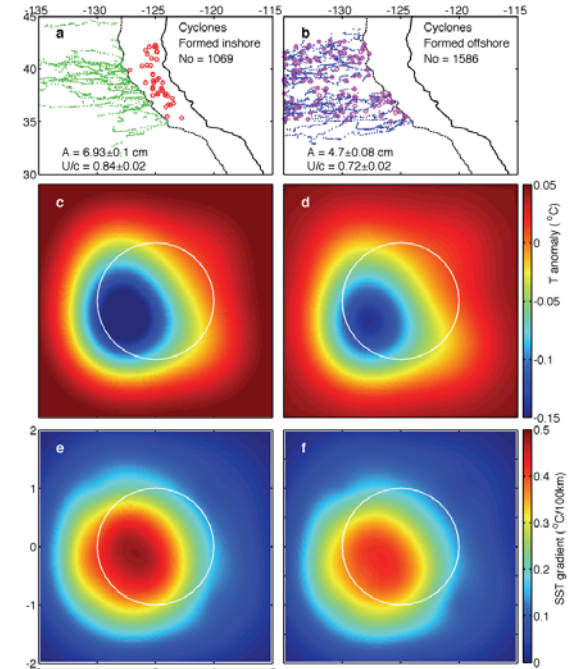 -130 -125 -120 -115
-130 -125 -120 -115
45
40
35
30
a
Cyclones
Formed inshore
No = 1069
A = 6.93±0.1 cm
U/c = 0.84±0.02
b
Cyclones
Formed offshore
No = 1586
A = 4.7±0.08 cm
U/c = 0.72±0.02
c
d
0.05
0
-0.05
-0.1
-0.15
T anomaly (°C)
2
1
0
-1
-2
e
f
0.5
0.4
0.3
0.2
0.1
0
SST gradient (°C/100km)